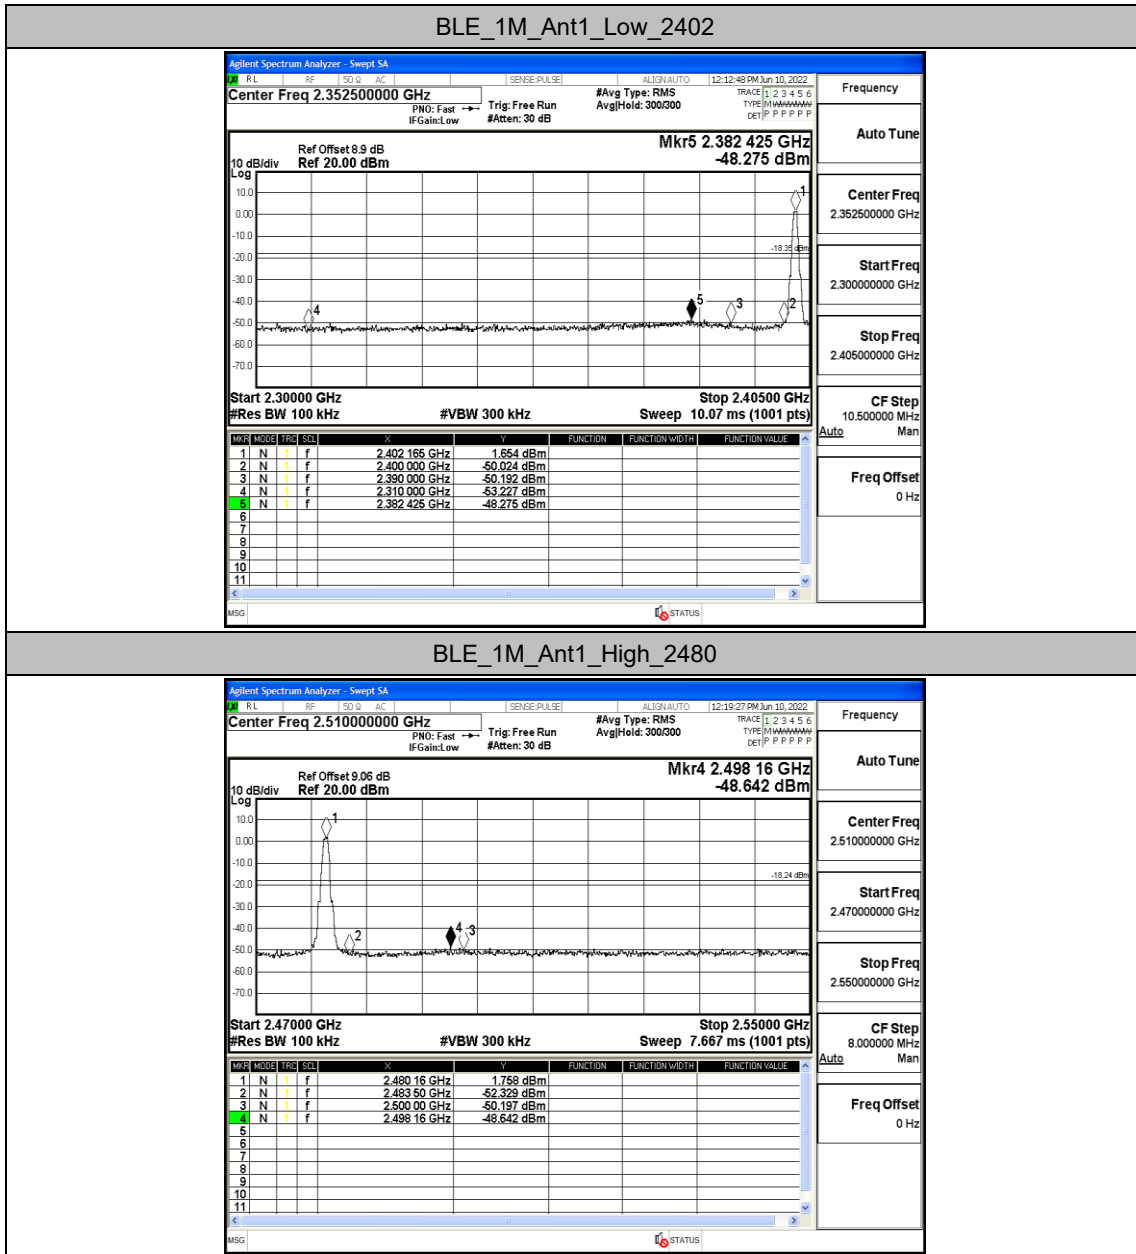 BLE_1M_Ant1_Low_2402
Agilent Spectrum Analyzer - Swept SA
RL RF 50 Ω AC SENSE:PULSE ALIGNAUTO 12:12:48 PM Jun 10, 2022
Center Freq 2.352500000 GHz
PNO: Fast
IFGain:Low
Trig: Free Run
#Atten: 30 dB
#Avg Type: RMS
Avg|Hold: 300/300
TRACE 1 2 3 4 5 6
TYPE M
DET P P P P P P
Frequency
Auto Tune
Center Freq
2.352500000 GHz
Start Freq
2.300000000 GHz
Stop Freq
2.405000000 GHz
CF Step
10.500000 MHz
Auto Man
Freq Offset
0 Hz
Mkr5 2.382 425 GHz
-48.275 dBm
Ref Offset 8.9 dB
10 dB/div Ref 20.00 dBm
Log
10.0
0.00
-10.0
-20.0
-30.0
-40.0
-50.0
-60.0
-70.0
1
-18.35 dBm
4 5 3 2
Start 2.30000 GHz Stop 2.40500 GHz
#Res BW 100 kHz #VBW 300 kHz Sweep 10.07 ms (1001 pts)
MKR MODE TRC SCL X Y FUNCTION FUNCTION WIDTH FUNCTION VALUE
1 N 1 f 2.402 165 GHz 1.654 dBm
2 N 1 f 2.400 000 GHz -50.024 dBm
3 N 1 f 2.390 000 GHz -50.192 dBm
4 N 1 f 2.310 000 GHz -53.227 dBm
5 N 1 f 2.382 425 GHz -48.275 dBm
6
7
8
9
10
11
MSG STATUS
BLE_1M_Ant1_High_2480
Agilent Spectrum Analyzer - Swept SA
RL RF 50 Ω AC SENSE:PULSE ALIGNAUTO 12:19:27 PM Jun 10, 2022
Center Freq 2.510000000 GHz
PNO: Fast
IFGain:Low
Trig: Free Run
#Atten: 30 dB
#Avg Type: RMS
Avg|Hold: 300/300
TRACE 1 2 3 4 5 6
TYPE M
DET P P P P P P
Frequency
Auto Tune
Center Freq
2.510000000 GHz
Start Freq
2.470000000 GHz
Stop Freq
2.550000000 GHz
CF Step
8.000000 MHz
Auto Man
Freq Offset
0 Hz
Mkr4 2.498 16 GHz
-48.642 dBm
Ref Offset 9.06 dB
10 dB/div Ref 20.00 dBm
Log
10.0
0.00
-10.0
-20.0
-30.0
-40.0
-50.0
-60.0
-70.0
1
-18.24 dBm
2 4 3
Start 2.47000 GHz Stop 2.55000 GHz
#Res BW 100 kHz #VBW 300 kHz Sweep 7.667 ms (1001 pts)
MKR MODE TRC SCL X Y FUNCTION FUNCTION WIDTH FUNCTION VALUE
1 N 1 f 2.480 16 GHz 1.758 dBm
2 N 1 f 2.483 50 GHz -52.329 dBm
3 N 1 f 2.500 00 GHz -50.197 dBm
4 N 1 f 2.498 16 GHz -48.642 dBm
5
6
7
8
9
10
11
MSG STATUS